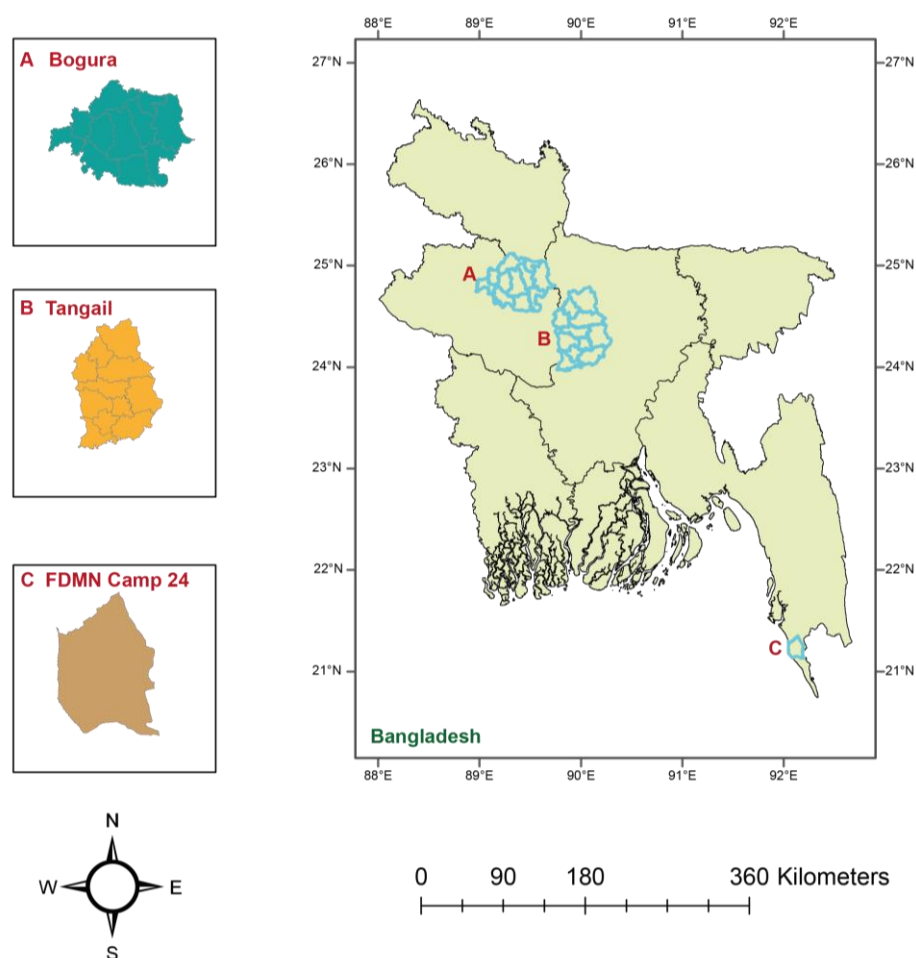 A Bogura
B Tangail
C FDMN Camp 24
N
W E
S
88°E 89°E 90°E 91°E 92°E
27°N 27°N
26°N 26°N
25°N 25°N
A
B
24°N 24°N
23°N 23°N
22°N 22°N
C
21°N 21°N
Bangladesh
88°E 89°E 90°E 91°E 92°E
0 90 180 360 Kilometers